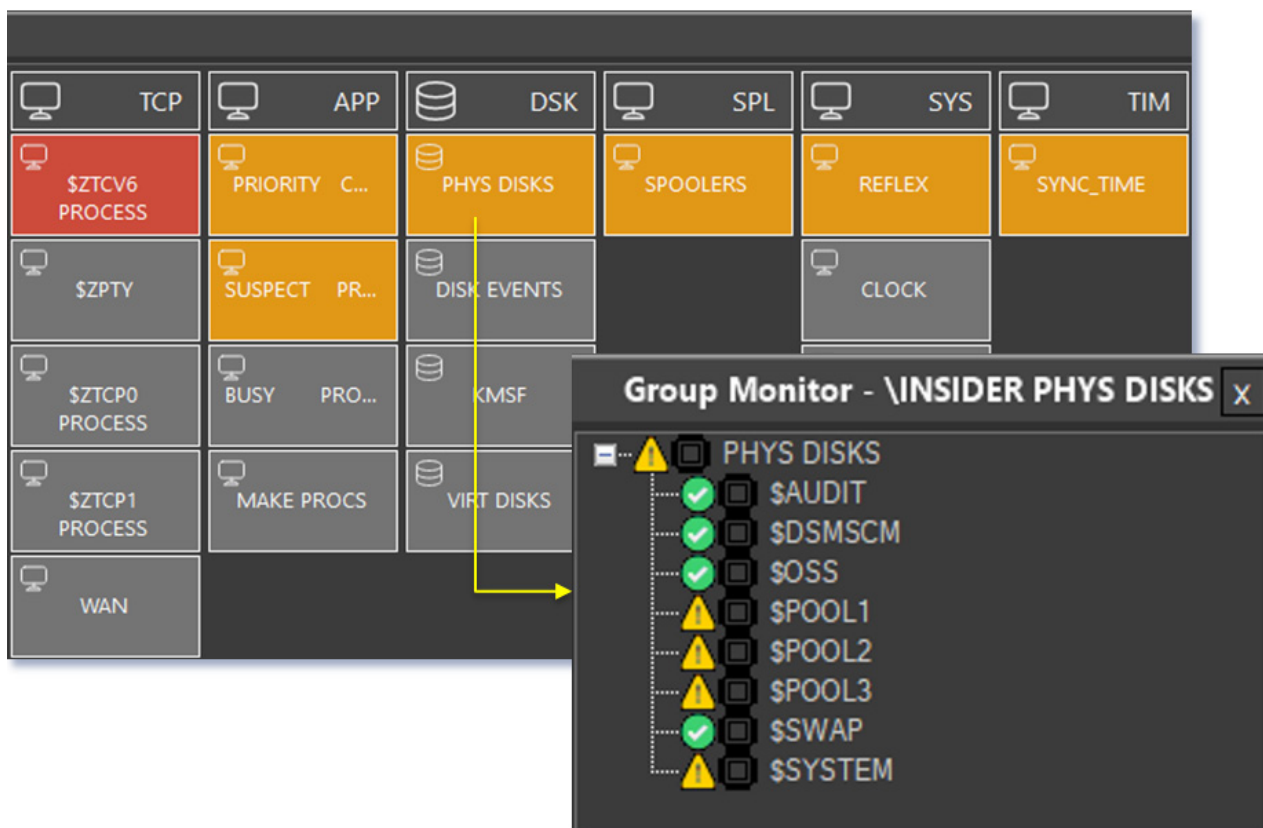 TCP
APP
DSK
SPL
SYS
TIM
$ZTCV6
PROCESS
PRIORITY C...
PHYS DISKS
SPOOLERS
REFLEX
SYNC_TIME
$ZPTY
SUSPECT PR...
DISK EVENTS
CLOCK
$ZTCP0
PROCESS
BUSY PRO...
KMSF
$ZTCP1
PROCESS
MAKE PROCS
VIRT DISKS
WAN
Group Monitor - \INSIDER PHYS DISKS X
PHYS DISKS
$AUDIT
$DSMSCM
$OSS
$POOL1
$POOL2
$POOL3
$SWAP
$SYSTEM